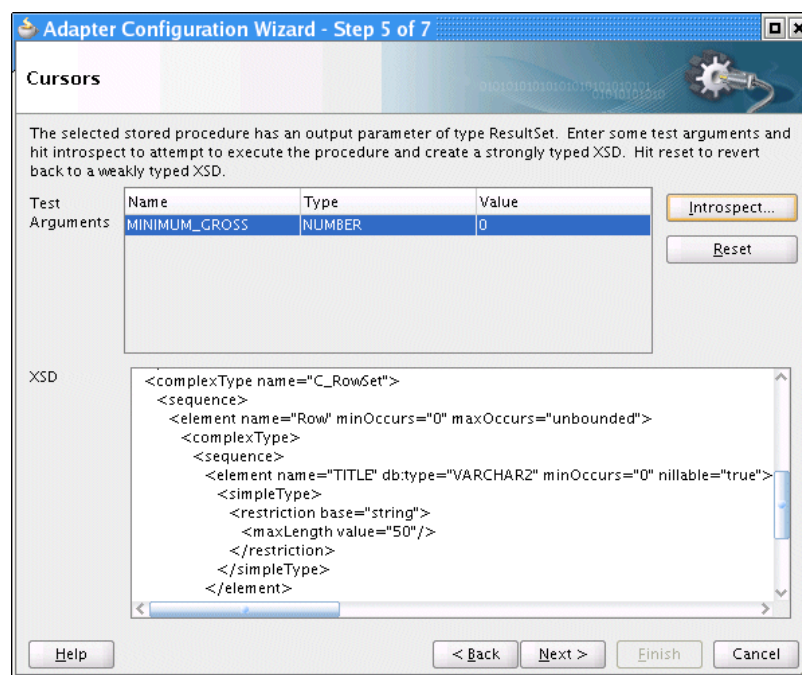 Adapter Configuration Wizard - Step 5 of 7
Cursors
The selected stored procedure has an output parameter of type ResultSet. Enter some test arguments and
hit introspect to attempt to execute the procedure and create a strongly typed XSD. Hit reset to revert
back to a weakly typed XSD.
Test
Arguments
Name Type Value
MINIMUM_GROSS NUMBER 0
Introspect...
Reset
XSD
<complexType name="C_RowSet">
<sequence>
<element name="Row" minOccurs="0" maxOccurs="unbounded">
<complexType>
<sequence>
<element name="TITLE" db:type="VARCHAR2" minOccurs="0" nillable="true">
<simpleType>
<restriction base="string">
<maxLength value="50"/>
</restriction>
</simpleType>
</element>
Help
< Back
Next >
Finish
Cancel